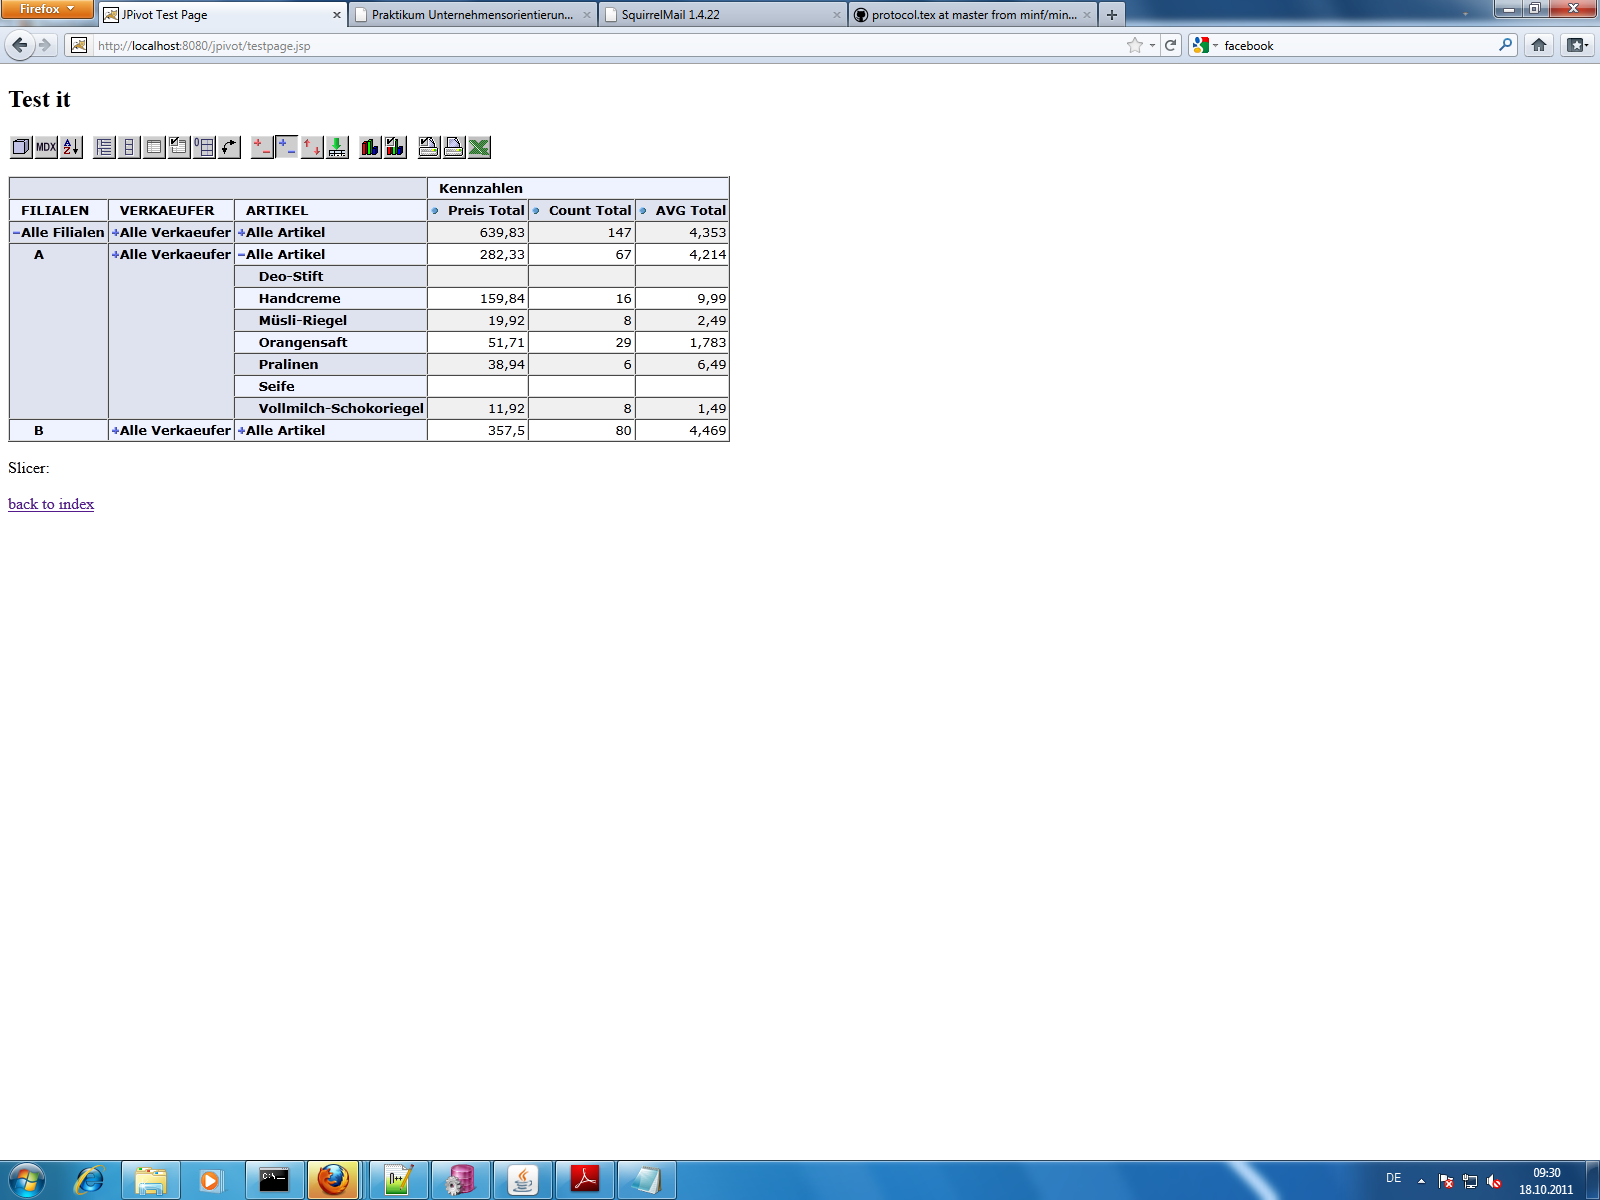 Firefox
JPivot Test Page
Praktikum Unternehmensorientierun...
SquirrelMail 1.4.22
protocol.tex at master from minf/min...
http://localhost:8080/jpivot/testpage.jsp
facebook
Test it
MDX
Kennzahlen
FILIALEN VERKAEUFER ARTIKEL Preis Total Count Total AVG Total
Alle Filialen Alle Verkaeufer Alle Artikel 639,83 147 4,353
A Alle Verkaeufer Alle Artikel 282,33 67 4,214
Deo-Stift
Handcreme 159,84 16 9,99
Müsli-Riegel 19,92 8 2,49
Orangensaft 51,71 29 1,783
Pralinen 38,94 6 6,49
Seife
Vollmilch-Schokoriegel 11,92 8 1,49
B Alle Verkaeufer Alle Artikel 357,5 80 4,469
Slicer:
back to index
DE
09:30
18.10.2011